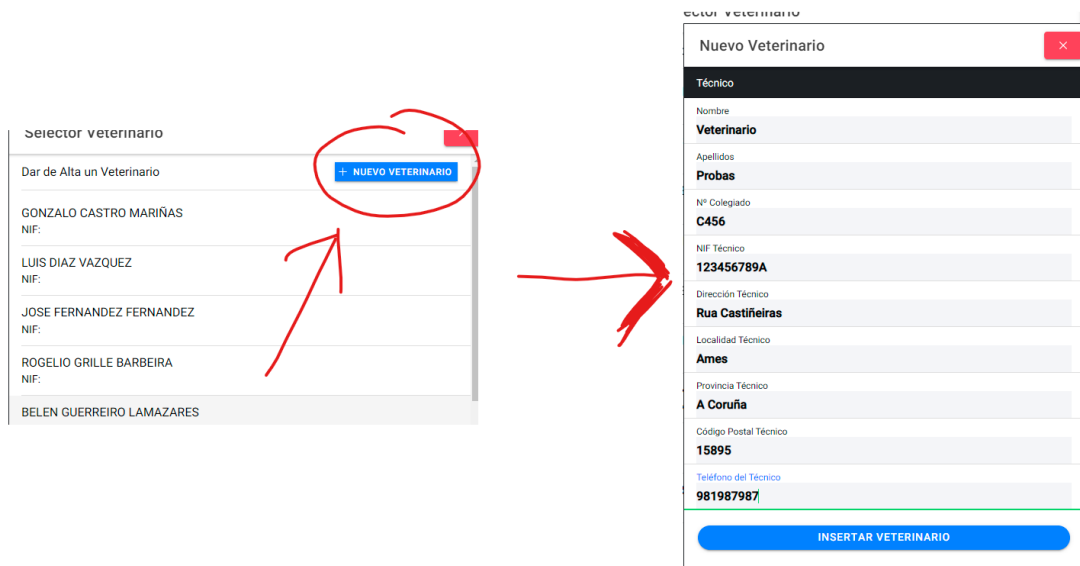 Selector Veterinario
Dar de Alta un Veterinario
+ NUEVO VETERINARIO
GONZALO CASTRO MARIÑAS
NIF:
LUIS DIAZ VAZQUEZ
NIF:
JOSE FERNANDEZ FERNANDEZ
NIF:
ROGELIO GRILLE BARBEIRA
NIF:
BELEN GUERREIRO LAMAZARES
ector Veterinario
Nuevo Veterinario
Técnico
Nombre
Veterinario
Apellidos
Probas
Nº Colegiado
C456
NIF Técnico
123456789A
Dirección Técnico
Rua Castiñeiras
Localidad Técnico
Ames
Provincia Técnico
A Coruña
Código Postal Técnico
15895
Teléfono del Técnico
981987987
INSERTAR VETERINARIO